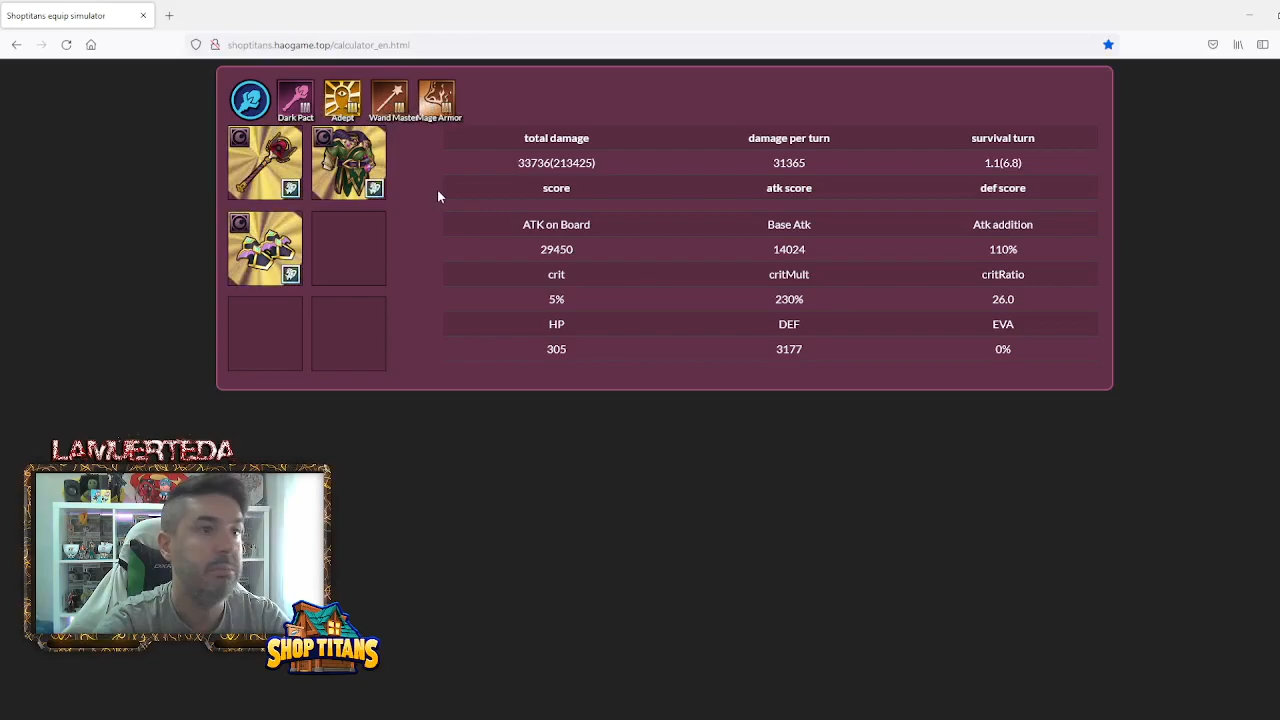 Shoptitans equip simulator
shoptitans.haogame.top/calculator_en.html
Dark Pact Adept Wand Master Mage Armor
total damage damage per turn survival turn
33736(213425) 31365 1.1(6.8)
score atk score def score
ATK on Board Base Atk Atk addition
29450 14024 110%
crit critMult critRatio
5% 230% 26.0
HP DEF EVA
305 3177 0%
LAMUERTEDA
SHOP TITANS